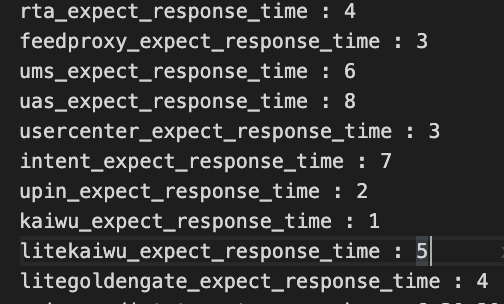 rta_expect_response_time : 4
feedproxy_expect_response_time : 3
ums_expect_response_time : 6
uas_expect_response_time : 8
usercenter_expect_response_time : 3
intent_expect_response_time : 7
upin_expect_response_time : 2
kaiwu_expect_response_time : 1
litekaiwu_expect_response_time : 5
litegoldengate_expect_response_time : 4